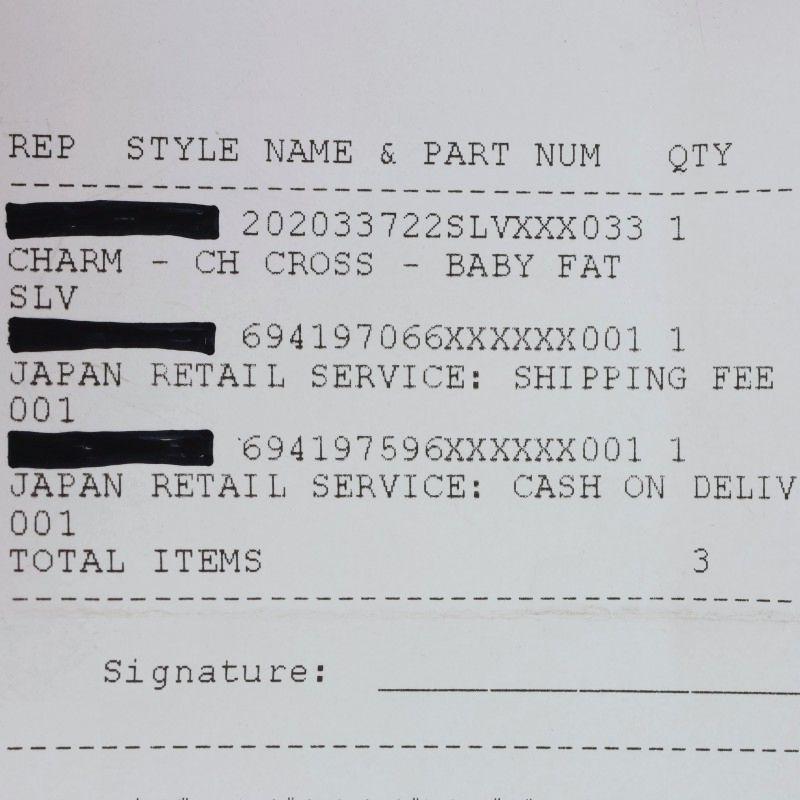 REP STYLE NAME & PART NUM QTY
202033722SLVXXX033 1
CHARM - CH CROSS - BABY FAT
SLV
694197066XXXXXX001 1
JAPAN RETAIL SERVICE: SHIPPING FEE
001
694197596XXXXXX001 1
JAPAN RETAIL SERVICE: CASH ON DELIV
001
TOTAL ITEMS 3
Signature: